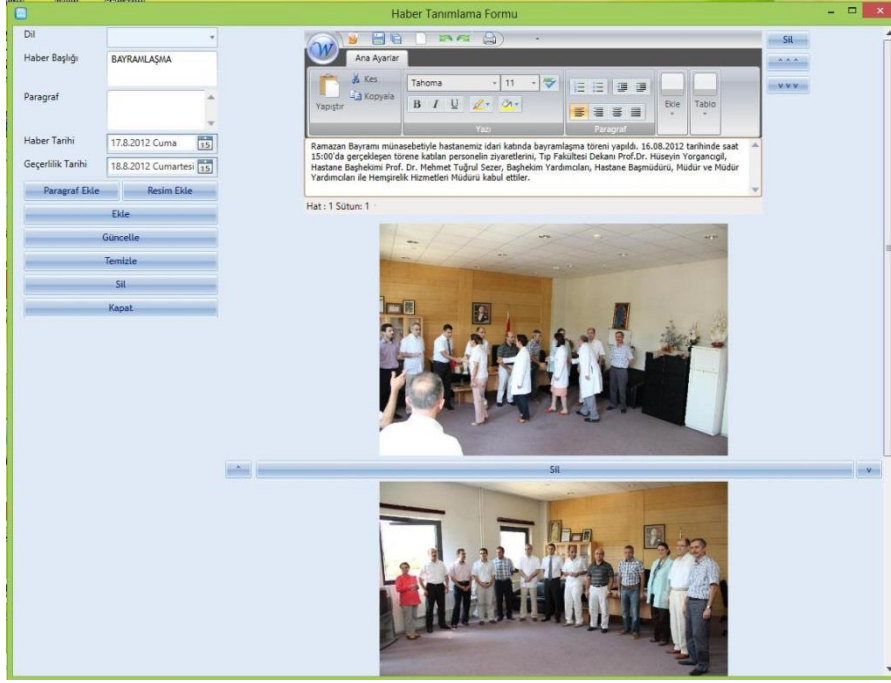 Haber Tanımlama Formu
Dil
Haber Başlığı
BAYRAMLAŞMA
Paragraf
Haber Tarihi
17.8.2012 Cuma
15
Geçerlilik Tarihi
18.8.2012 Cumartesi
15
Paragraf Ekle
Resim Ekle
Ekle
Güncelle
Temizle
Sil
Kapat
W
Ana Ayarlar
Yapıştır
Kes
Kopyala
Tahoma
11
B I U
Yazı
Paragraf
Ekle
Tablo
Ramazan Bayramı münasebetiyle hastanemiz idari katında bayramlaşma töreni yapıldı. 16.08.2012 tarihinde saat
15:00'da gerçekleşen törene katılan personelin ziyaretlerini, Tıp Fakültesi Dekanı Prof.Dr. Hüseyin Yorgancıgil,
Hastane Başhekimi Prof. Dr. Mehmet Tuğrul Sezer, Başhekim Yardımcıları, Hastane Başmüdürü, Müdür ve Müdür
Yardımcıları ile Hemşirelik Hizmetleri Müdürü kabul ettiler.
Hat : 1 Sütun: 1
Sil
^ ^ ^
v v v
^
Sil
v